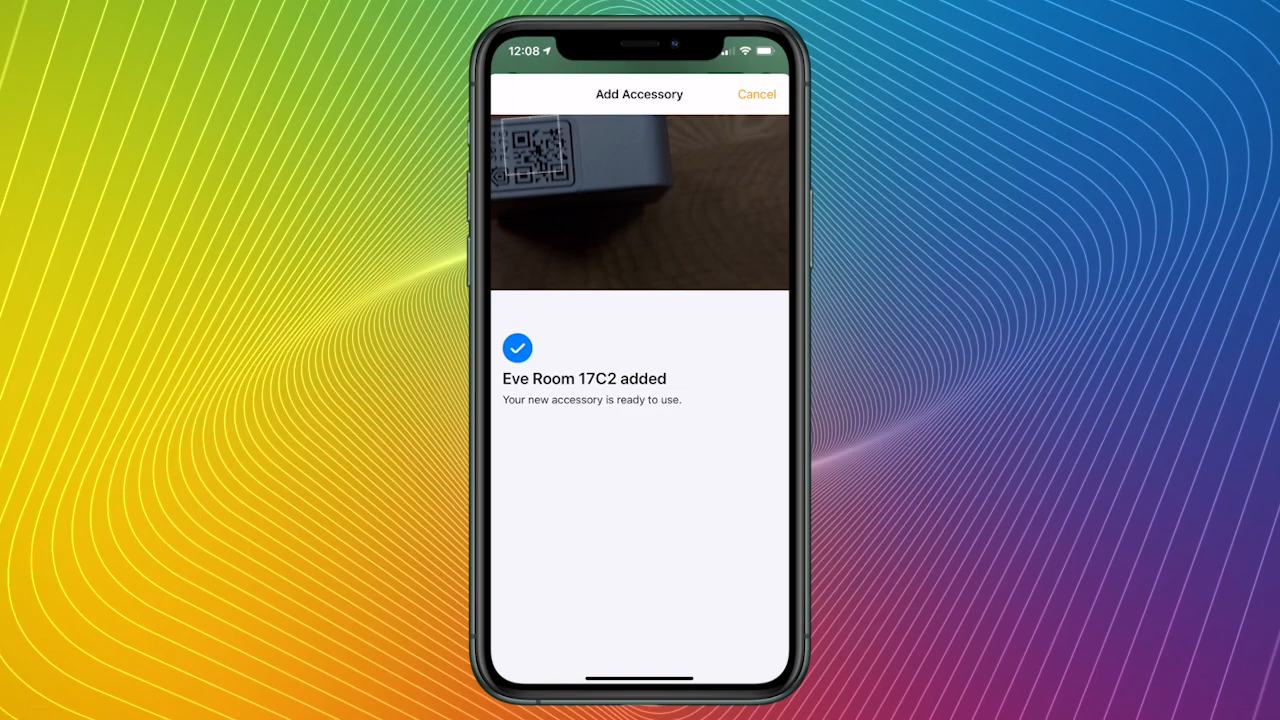 12:08
Add Accessory
Cancel
Eve Room 17C2 added
Your new accessory is ready to use.